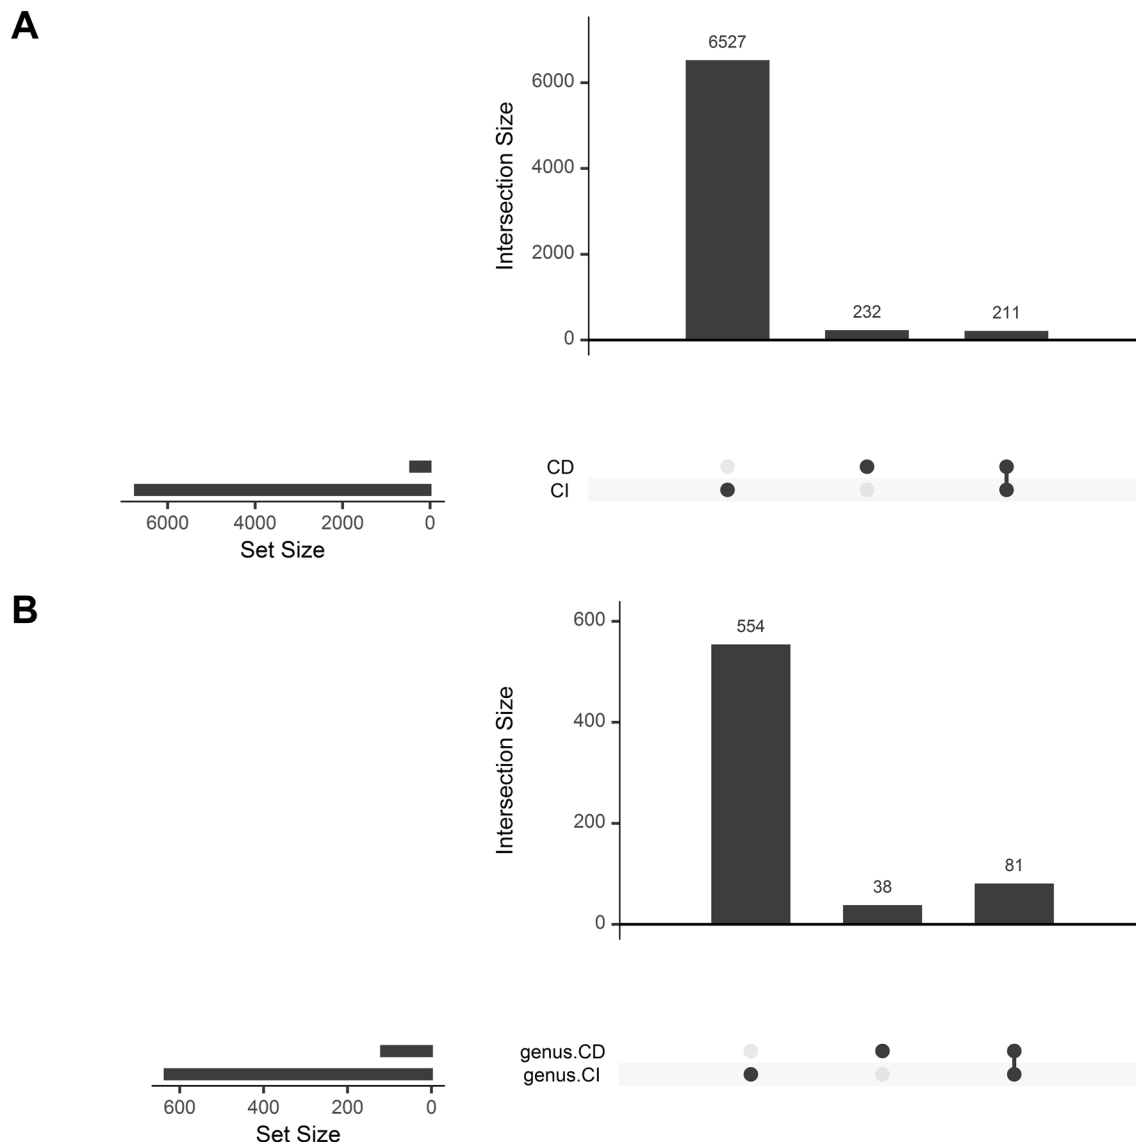 A
6527
6000
4000
2000
0
Intersection Size
232
211
CD
CI
6000 4000 2000 0
Set Size
B
600
554
400
200
0
Intersection Size
38
81
genus.CD
genus.CI
600 400 200 0
Set Size